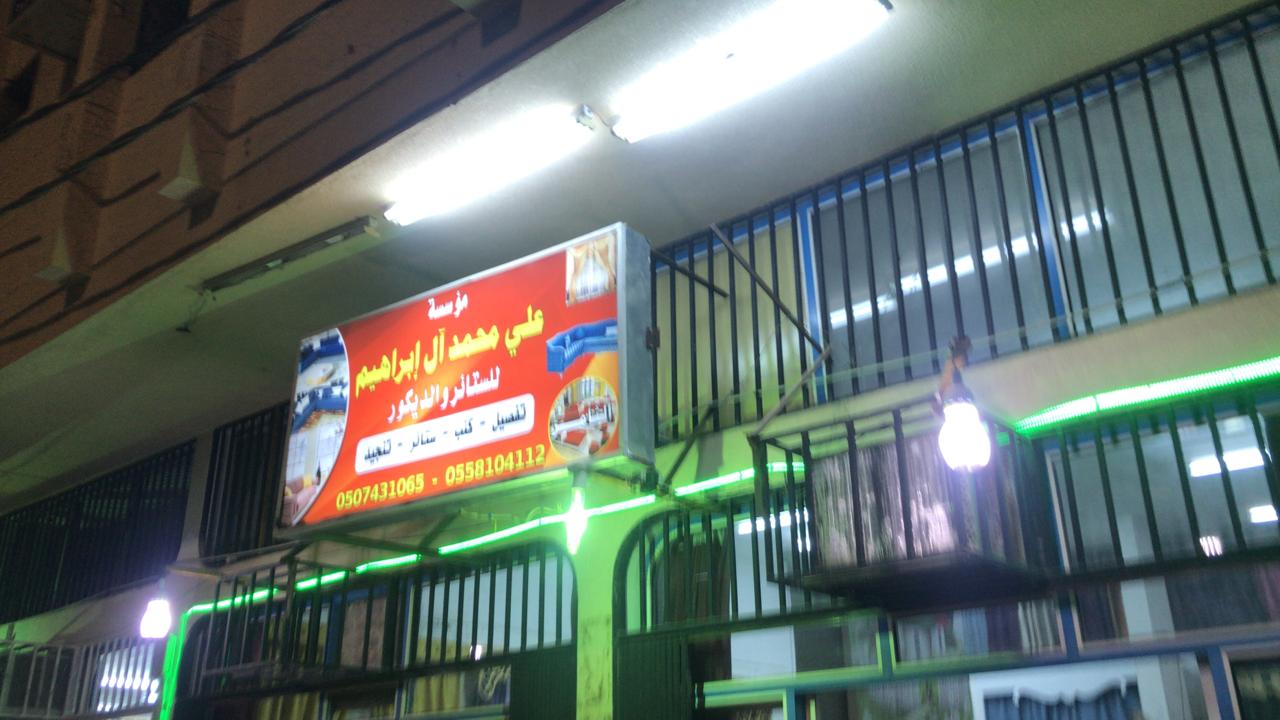 مؤسسة
علي محمد آل إبراهيم
للستائر والديكور
تفصيل - كنب - ستائر - تنجيد
0507431065 - 0558104112